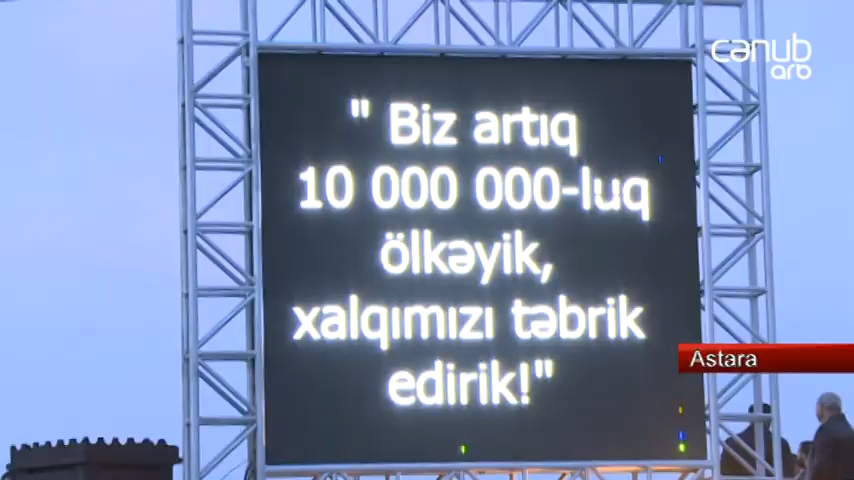 cənub
arb
" Biz artıq
10 000 000-luq
ölkəyik,
xalqımızı təbrik
edirik!"
Astara